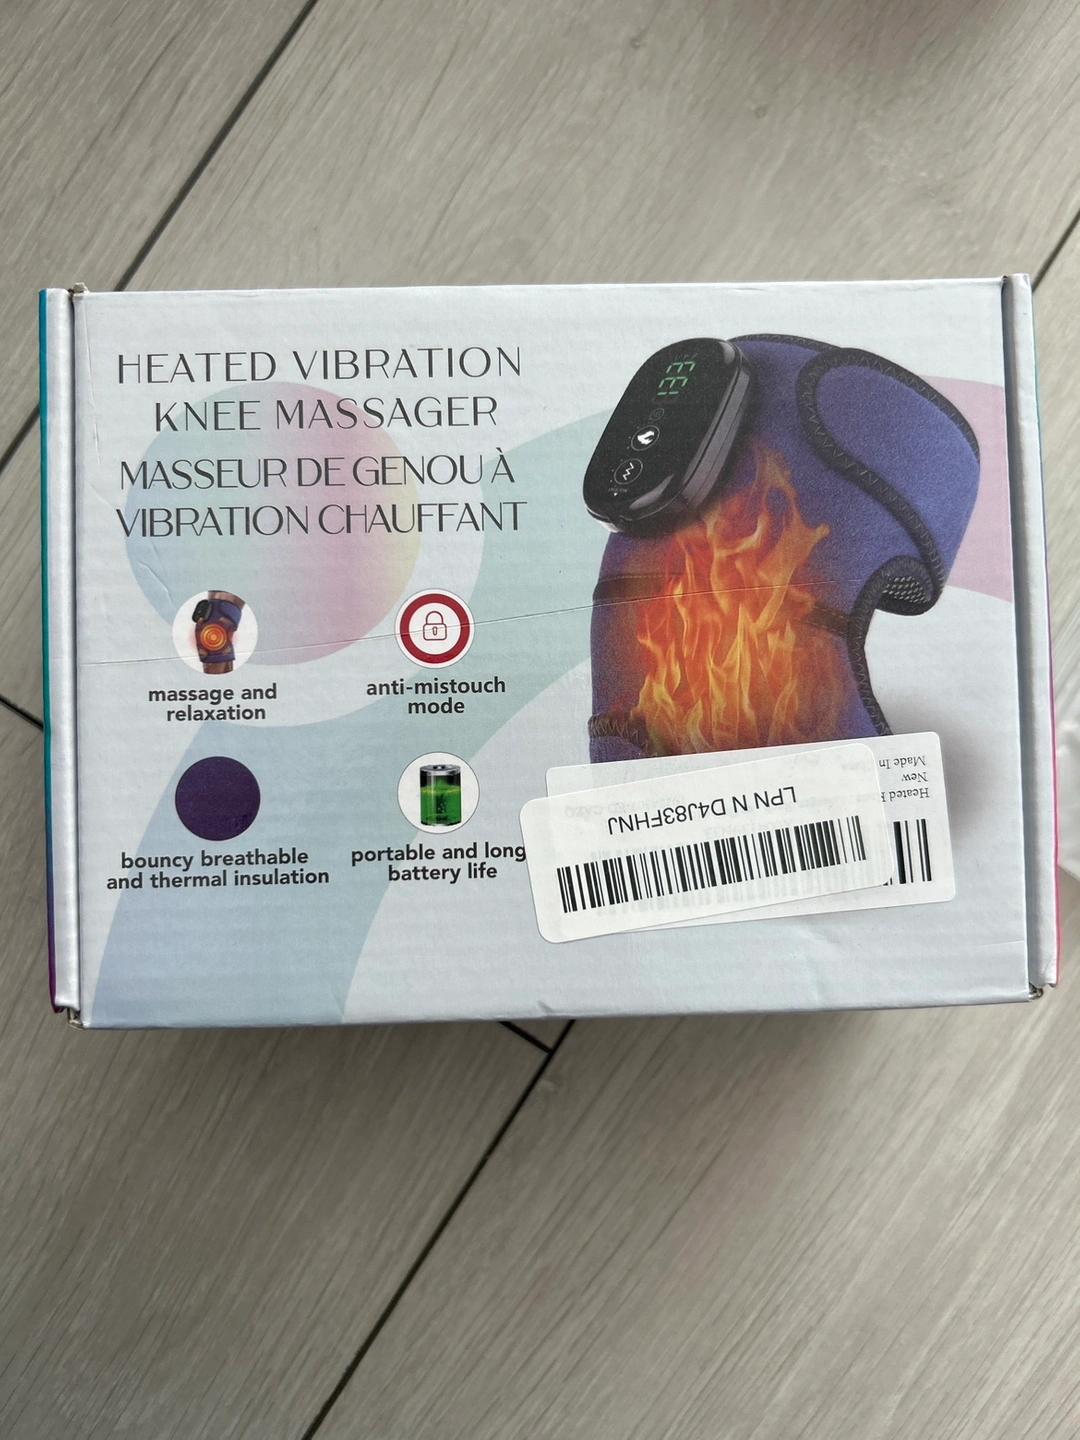 HEATED VIBRATION
KNEE MASSAGER
MASSEUR DE GENOU À
VIBRATION CHAUFFANT
massage and
relaxation
anti-mistouch
mode
bouncy breathable
and thermal insulation
portable and long
battery life
LPN N D4J83FHNJ
Heated
New
Made In